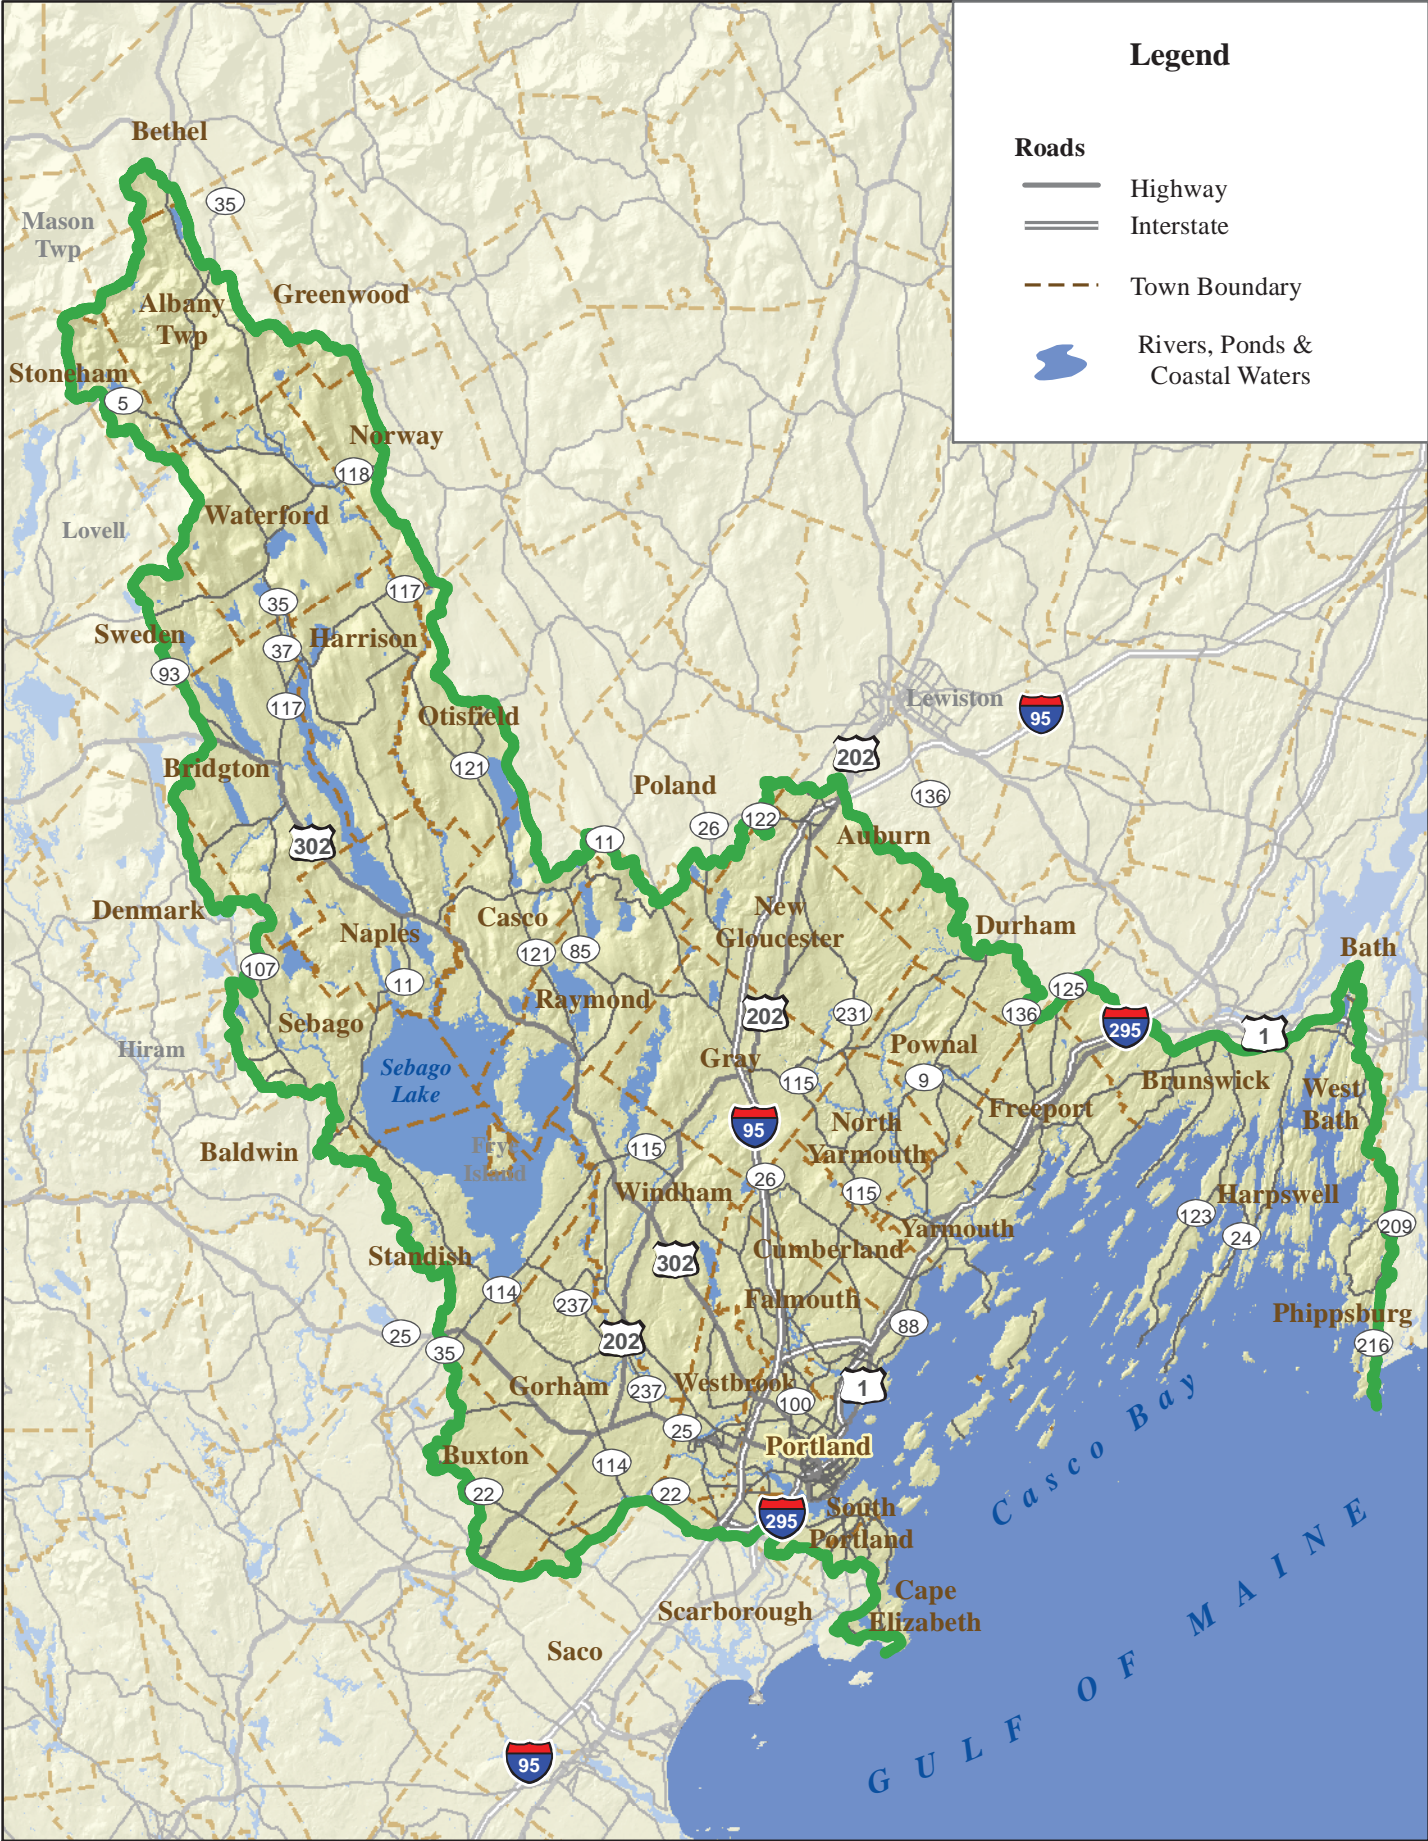 Legend
Roads
Highway
Interstate
Town Boundary
Rivers, Ponds &
Coastal Waters
Bethel
35
Mason
Twp
Greenwood
Albany
Twp
Stoneham
5
Norway
118
Waterford
Lovell
117
35
Sweden
Harrison
37
93
117
Otisfield
Lewiston
95
202
Bridgton
121
Poland
136
26
122
Auburn
11
302
Denmark
Casco
New
Gloucester
Durham
Naples
121
85
Bath
107
11
Raymond
125
136
231
202
295
1
Sebago
Hiram
Gray
Pownal
Sebago
Lake
115
9
Brunswick
West
Bath
Freeport
95
North
Yarmouth
Baldwin
Frye
Island
115
26
115
Windham
Harpswell
123
24
209
Yarmouth
Standish
302
Cumberland
114
237
Falmouth
88
Phippsburg
216
25
35
202
Gorham
237
Westbrook
100
1
25
Portland
Buxton
114
22
22
295
South
Portland
Casco Bay
Cape
Elizabeth
Scarborough
Saco
95
GULF OF MAINE